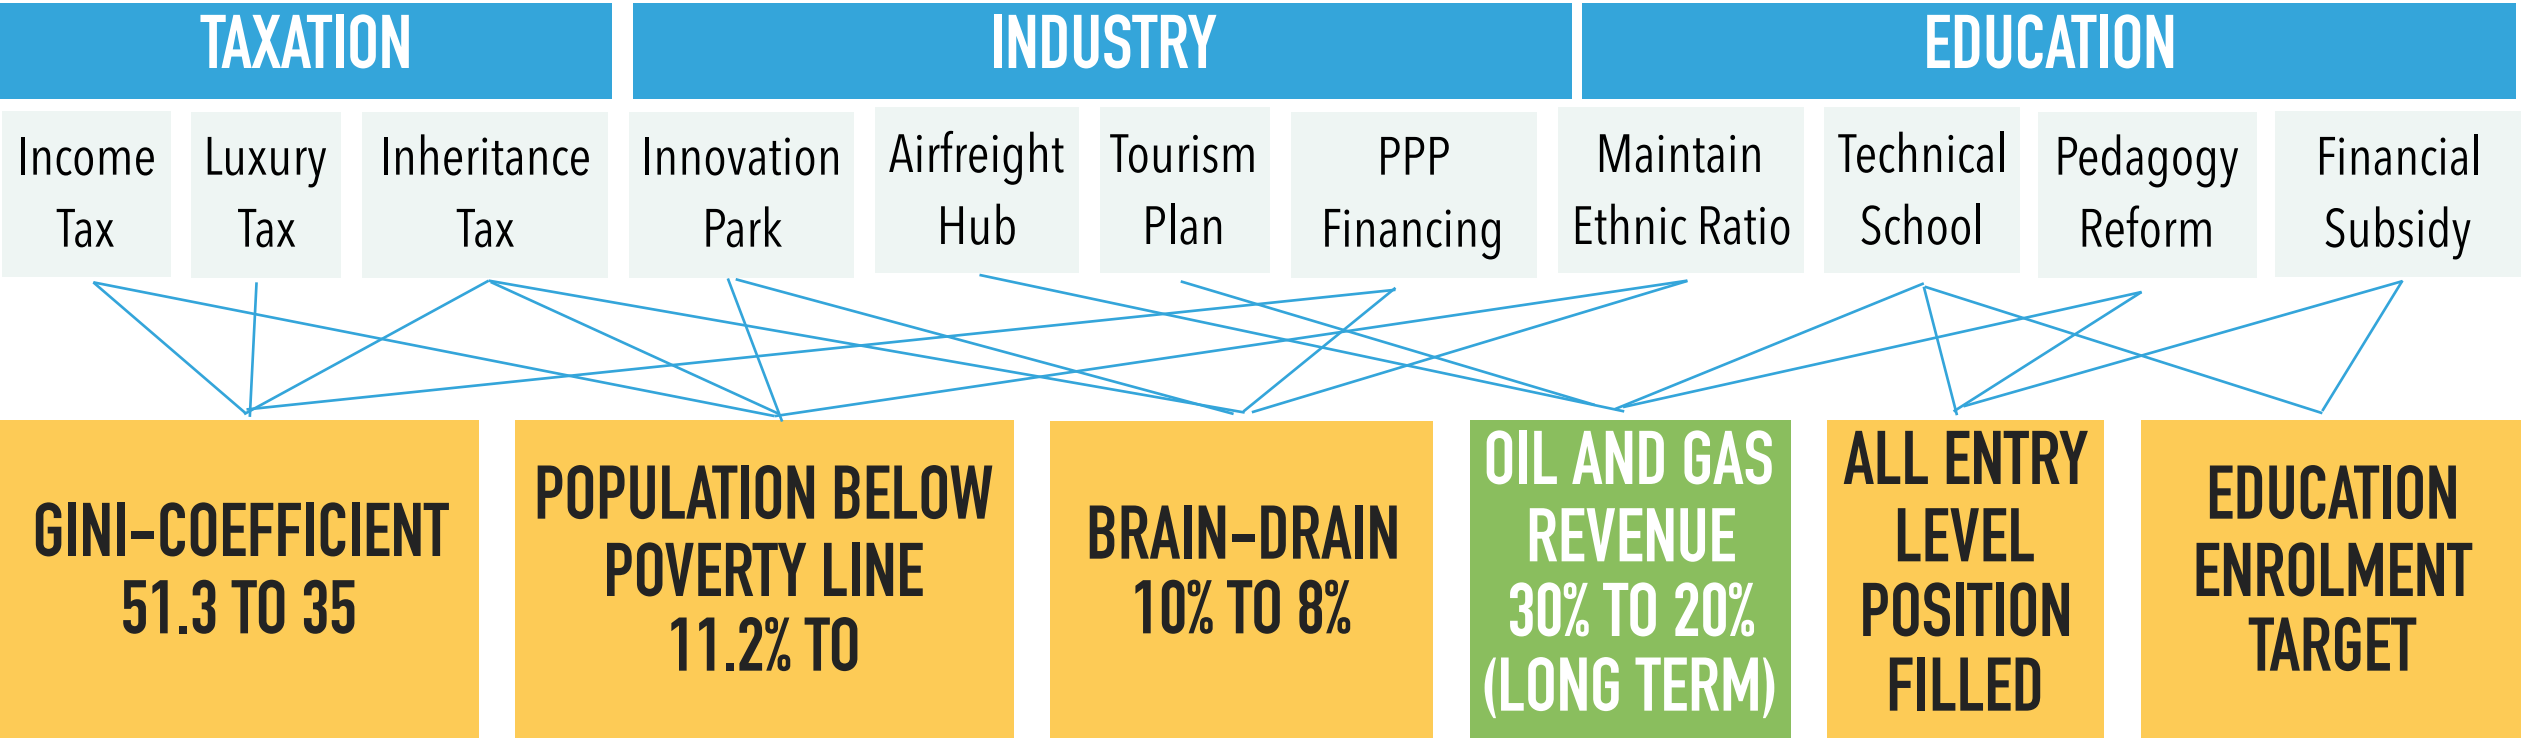 TAXATION
INDUSTRY
EDUCATION
Income
Tax
Luxury
Tax
Inheritance
Tax
Innovation
Park
Airfreight
Hub
Tourism
Plan
PPP
Financing
Maintain
Ethnic Ratio
Technical
School
Pedagogy
Reform
Financial
Subsidy
GINI-COEFFICIENT
51.3 TO 35
POPULATION BELOW
POVERTY LINE
11.2% TO
BRAIN-DRAIN
10% TO 8%
OIL AND GAS
REVENUE
30% TO 20%
(LONG TERM)
ALL ENTRY
LEVEL
POSITION
FILLED
EDUCATION
ENROLMENT
TARGET